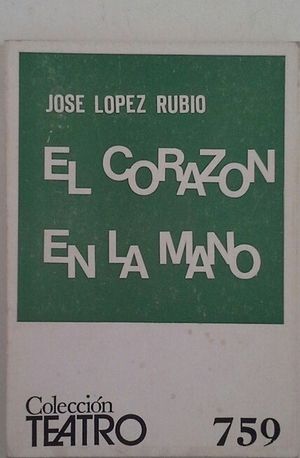 JOSE LOPEZ RUBIO
EL CORAZON
EN LA MANO
Colección
TEATRO
759